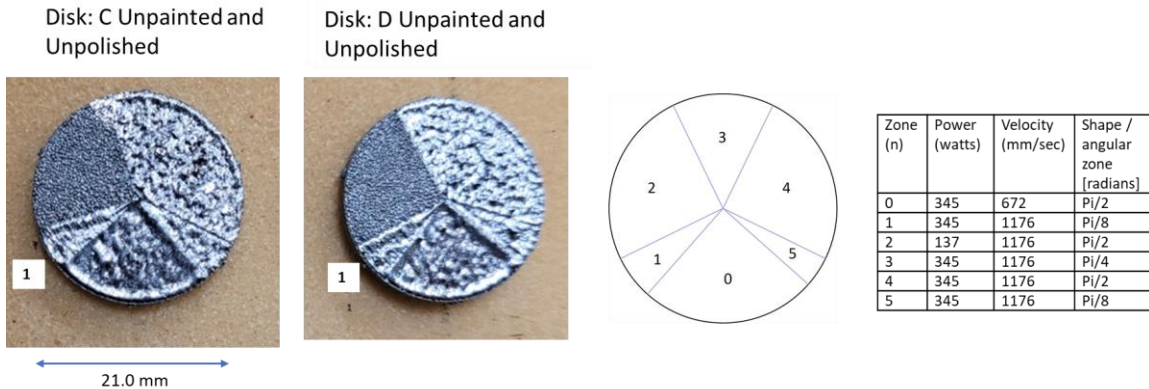 Disk: C Unpainted and
Unpolished
Disk: D Unpainted and
Unpolished
1
1
21.0 mm
3
2
4
1
5
0
Zone (n) Power (watts) Velocity (mm/sec) Shape / angular zone [radians]
0 345 672 Pi/2
1 345 1176 Pi/8
2 137 1176 Pi/2
3 345 1176 Pi/4
4 345 1176 Pi/2
5 345 1176 Pi/8